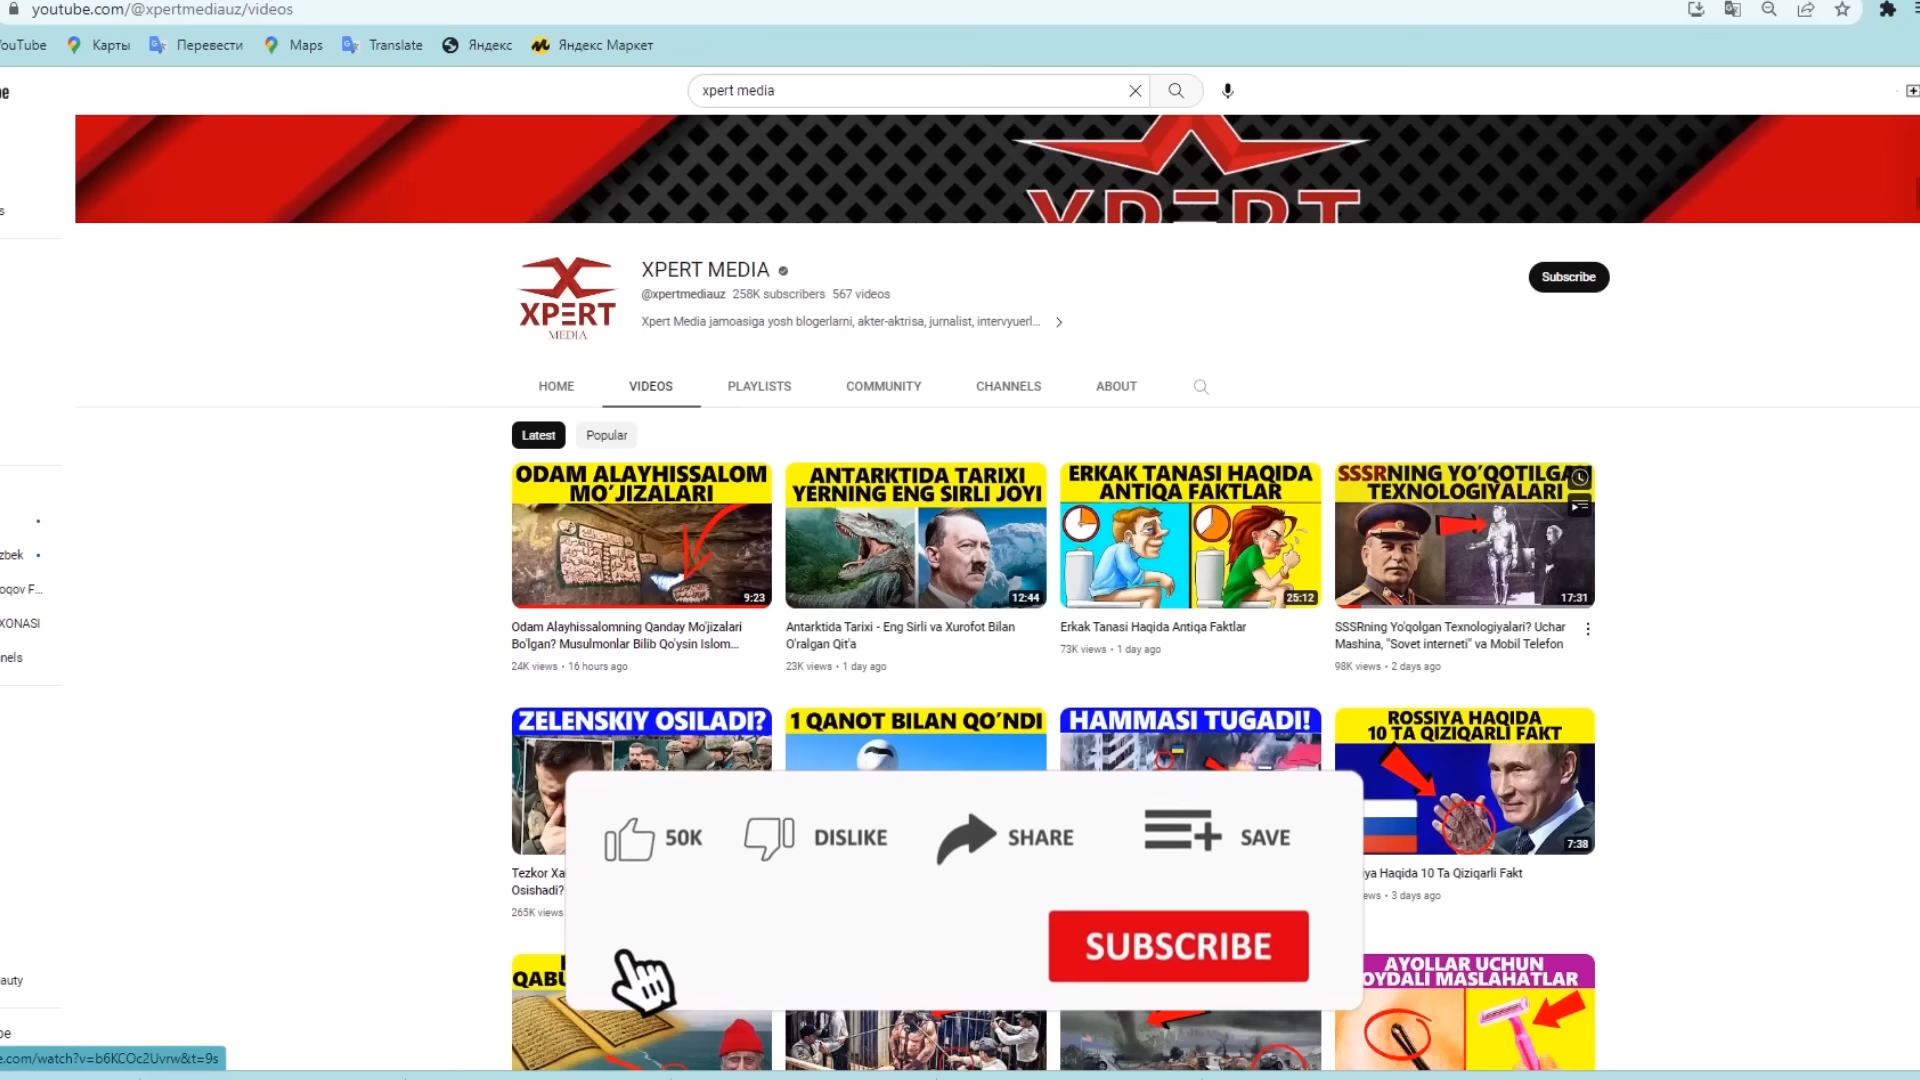 youtube.com/@xpertmediauz/videos
YouTube Карты Перевести Maps Translate Яндекс Яндекс Маркет
xpert media
XPERT
XPERT MEDIA
@xpertmediauz 258K subscribers 567 videos
Xpert Media jamoasiga yosh blogerlarni, akter-aktrisa, jurnalist, intervyuerl...
XPERT
MEDIA
Subscribe
HOME VIDEOS PLAYLISTS COMMUNITY CHANNELS ABOUT
Latest Popular
ODAM ALAYHISSALOM
MO'JIZALARI
9:23
Odam Alayhissalomning Qanday Mo'jizalari
Bo'lgan? Musulmonlar Bilib Qo'ysin Islom...
24K views • 16 hours ago
ANTARKTIDA TARIXI
YERNING ENG SIRLI JOYI
12:44
Antarktida Tarixi - Eng Sirli va Xurofot Bilan
O'ralgan Qit'a
23K views • 1 day ago
ERKAK TANASI HAQIDA
ANTIQA FAKTLAR
25:12
Erkak Tanasi Haqida Antiqa Faktlar
73K views • 1 day ago
SSSRNING YO'QOTILGAN
TEXNOLOGIYALARI
17:31
SSSRning Yo'qolgan Texnologiyalari? Uchar
Mashina, "Sovet interneti" va Mobil Telefon
98K views • 2 days ago
zbek
oqov F...
XONASI
nels
ZELENSKIY OSILADI?
Tezkor Xa
Osishadi?
265K views
1 QANOT BILAN QO'NDI
HAMMASI TUGADI!
ROSSIYA HAQIDA
10 TA QIZIQARLI FAKT
7:38
ya Haqida 10 Ta Qiziqarli Fakt
ews • 3 days ago
50K DISLIKE SHARE SAVE
SUBSCRIBE
QABU
AYOLLAR UCHUN
OYDALI MASLAHATLAR
auty
be
e.com/watch?v=b6KCOc2Uvrw&t=9s